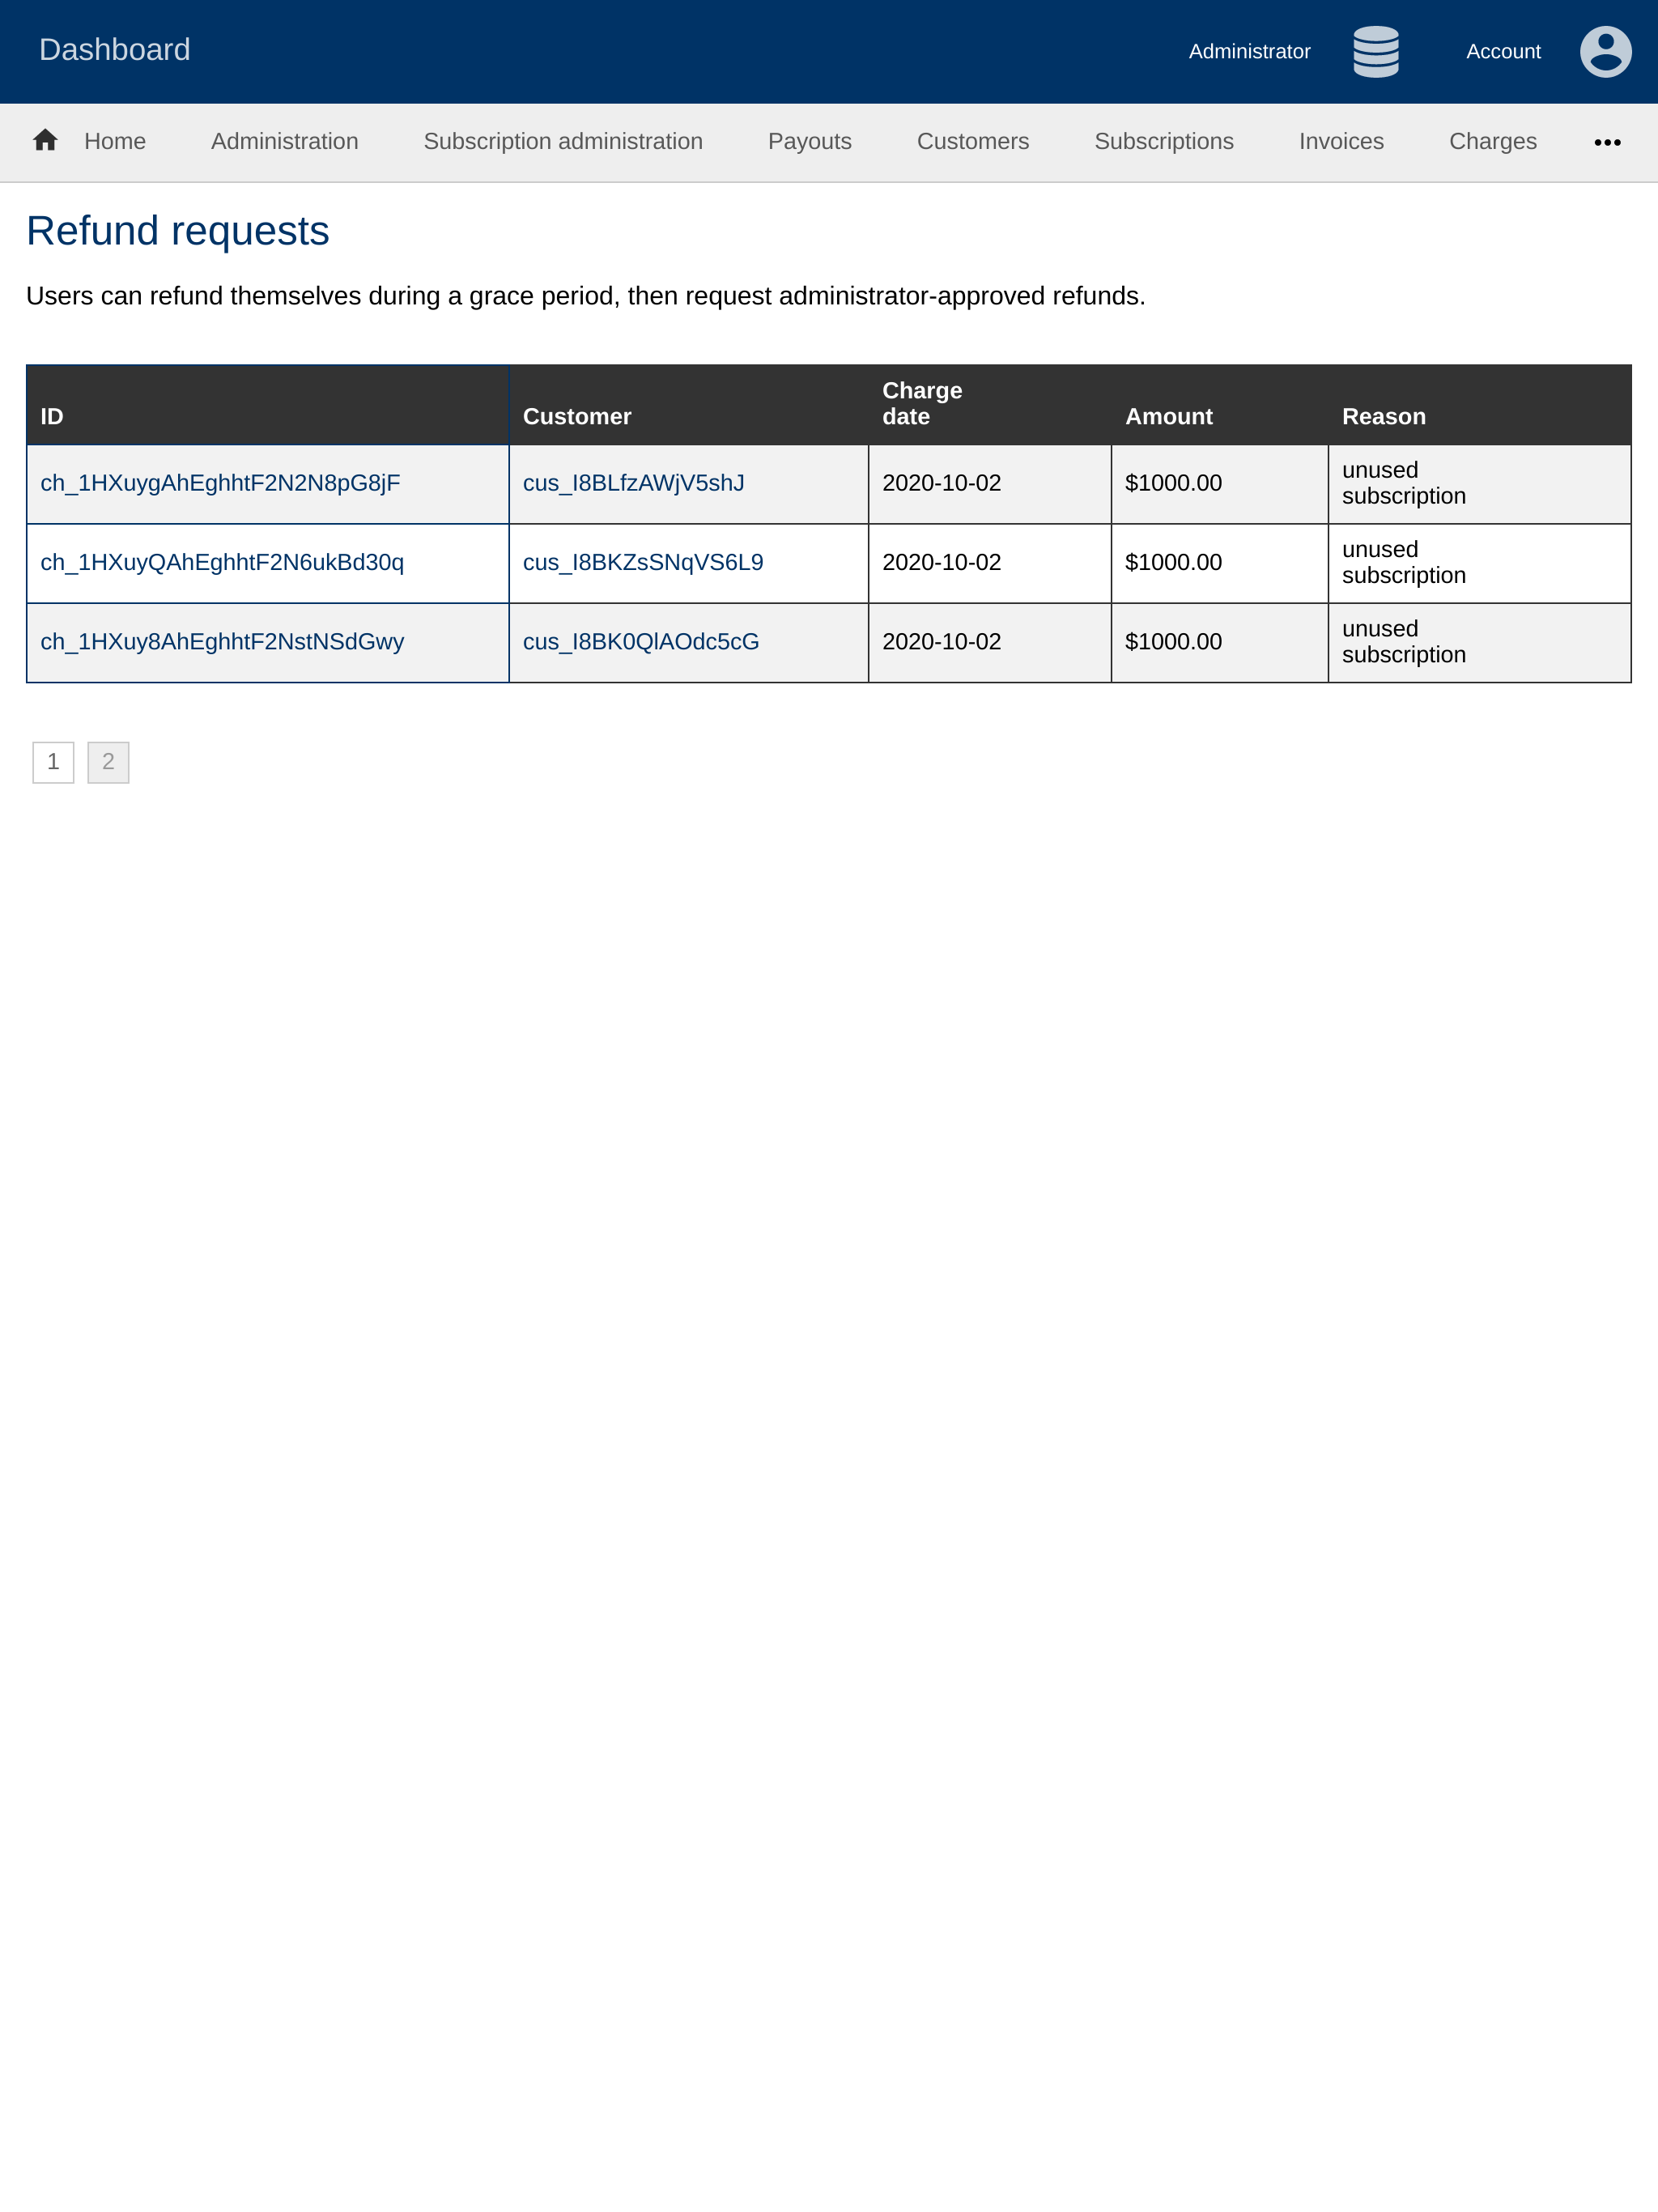 Dashboard
Administrator
Account
Home
Administration
Subscription administration
Payouts
Customers
Subscriptions
Invoices
Charges
Refund requests
Users can refund themselves during a grace period, then request administrator-approved refunds.
ID
Customer
Charge
date
Amount
Reason
ch_1HXuygAhEghhtF2N2N8pG8jF
cus_I8BLfzAWjV5shJ
2020-10-02
$1000.00
unused
subscription
ch_1HXuyQAhEghhtF2N6ukBd30q
cus_I8BKZsSNqVS6L9
2020-10-02
$1000.00
unused
subscription
ch_1HXuy8AhEghhtF2NstNSdGwy
cus_I8BK0QlAOdc5cG
2020-10-02
$1000.00
unused
subscription
1
2